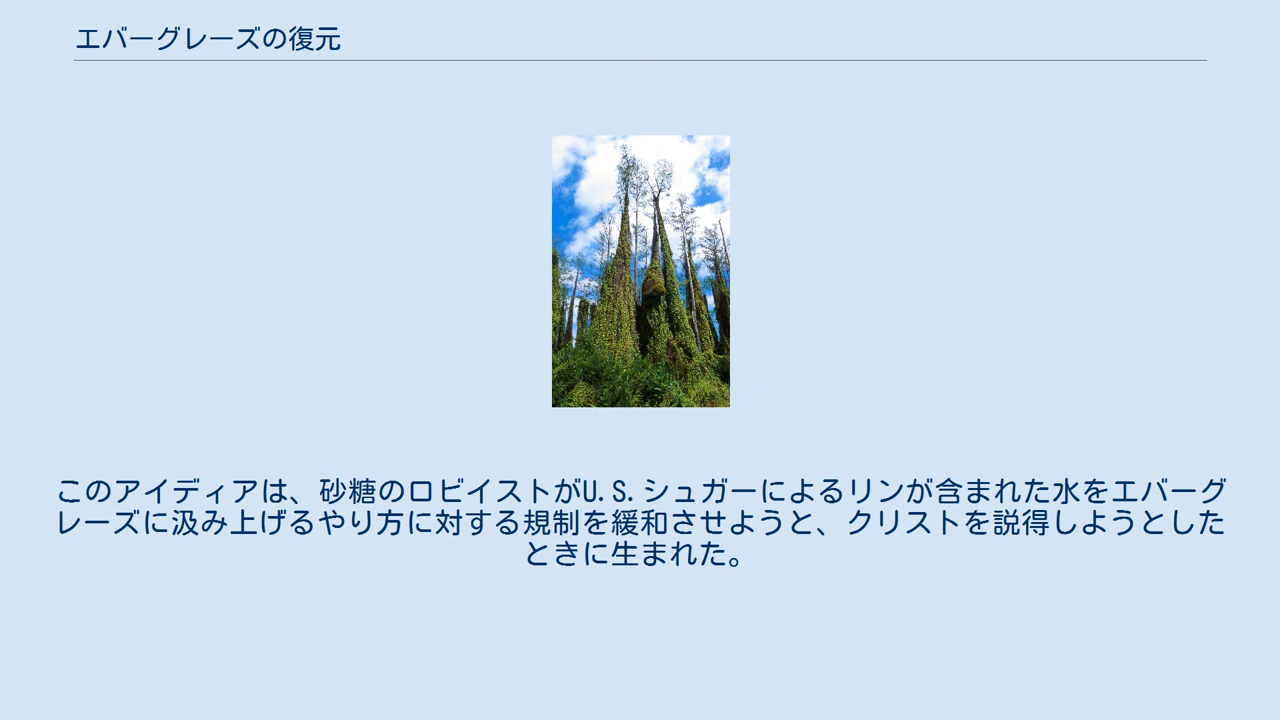 エバーグレーズの復元
このアイディアは、砂糖のロビイストがU.S.シュガーによるリンが含まれた水をエバーグ
レーズに汲み上げるやり方に対する規制を緩和させようと、クリストを説得しようとした
ときに生まれた。